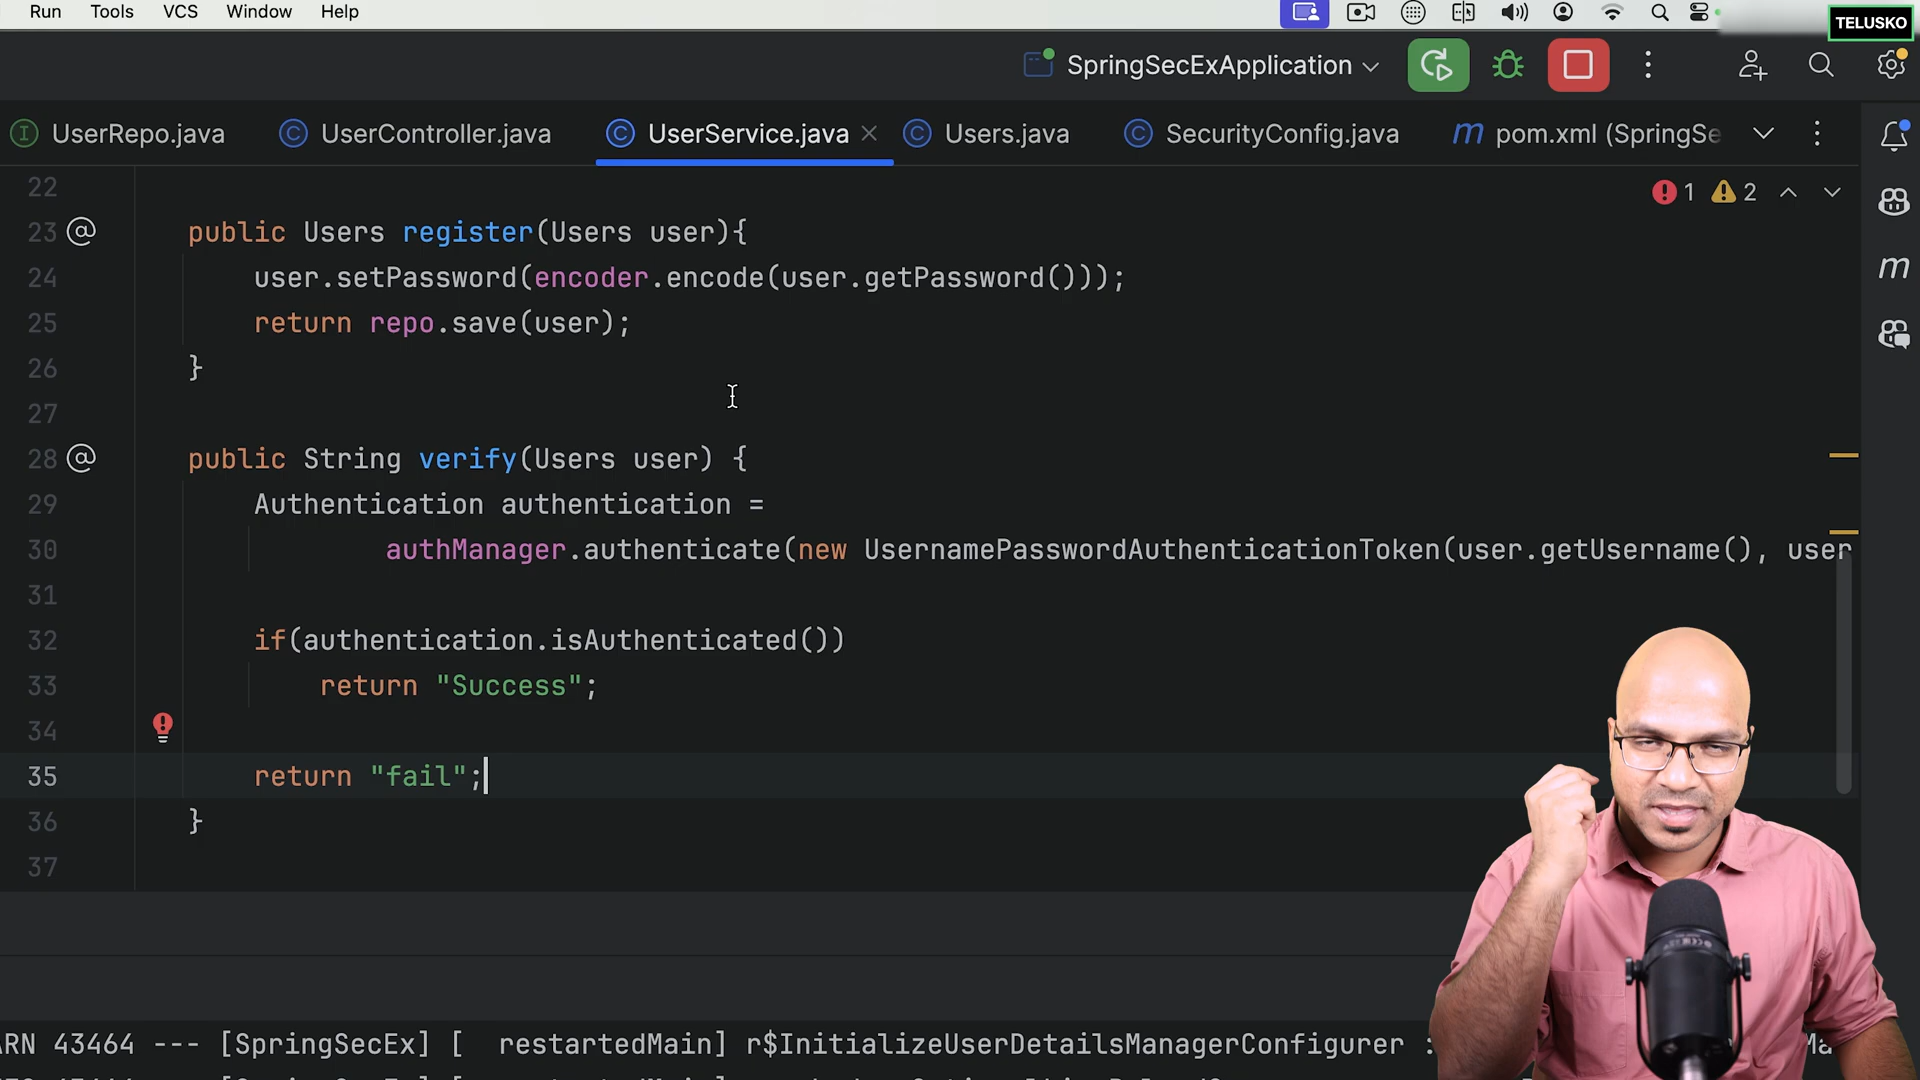 Run Tools VCS Window Help
TELUSKO
SpringSecExApplication
UserRepo.java UserController.java UserService.java Users.java SecurityConfig.java pom.xml (SpringSe
1 2
22
23 public Users register(Users user){
24 user.setPassword(encoder.encode(user.getPassword()));
25 return repo.save(user);
26 }
27
28 public String verify(Users user) {
29 Authentication authentication =
30 authManager.authenticate(new UsernamePasswordAuthenticationToken(user.getUsername(), user
31
32 if(authentication.isAuthenticated())
33 return "Success";
34
35 return "fail";
36 }
37
ARN 43464 --- [SpringSecEx] [ restartedMain] r$InitializeUserDetailsManagerConfigurer :